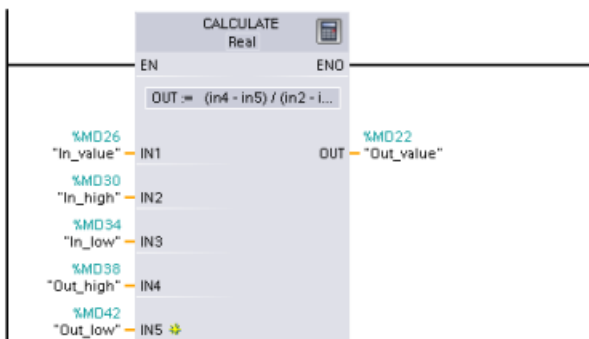 CALCULATE
Real
EN ENO
OUT := (in4 - in5) / (in2 - i...
%MD26 %MD22
"In_value" IN1 OUT "Out_value"
%MD30
"In_high" IN2
%MD34
"In_low" IN3
%MD38
"Out_high" IN4
%MD42
"Out_low" IN5